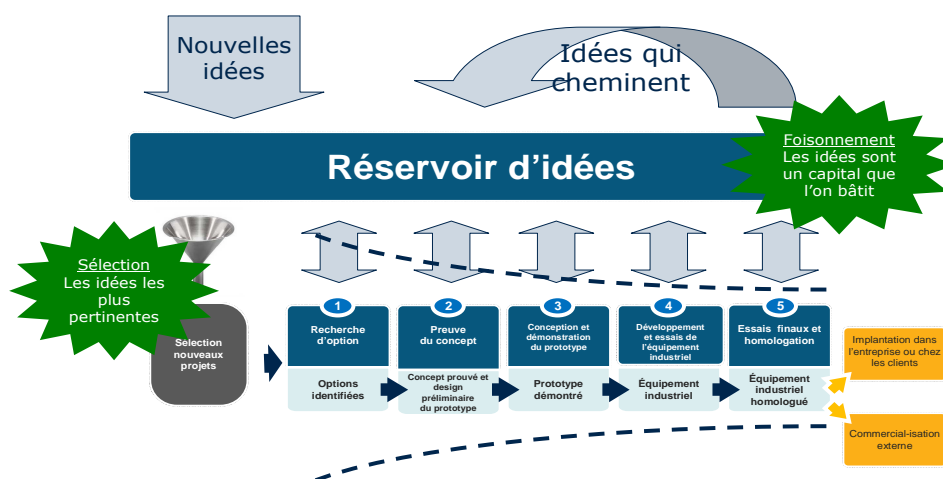 Nouvelles
idées
Idées qui
cheminent
Réservoir d'idées
Foisonnement
Les idées sont
un capital que
l'on bâtit
Sélection
Les idées les
plus
pertinentes
Sélection
nouveaux
projets
1
Recherche
d'option
Options
identifiées
2
Preuve
du concept
Concept prouvé et
design
préliminaire
du prototype
3
Conception et
démonstration
du prototype
Prototype
démontré
4
Développement
et essais de
l'équipement
industriel
Équipement
industriel
5
Essais finaux et
homologation
Équipement
industriel
homologué
Implantation dans
l'entreprise ou chez
les clients
Commercial-isation
externe